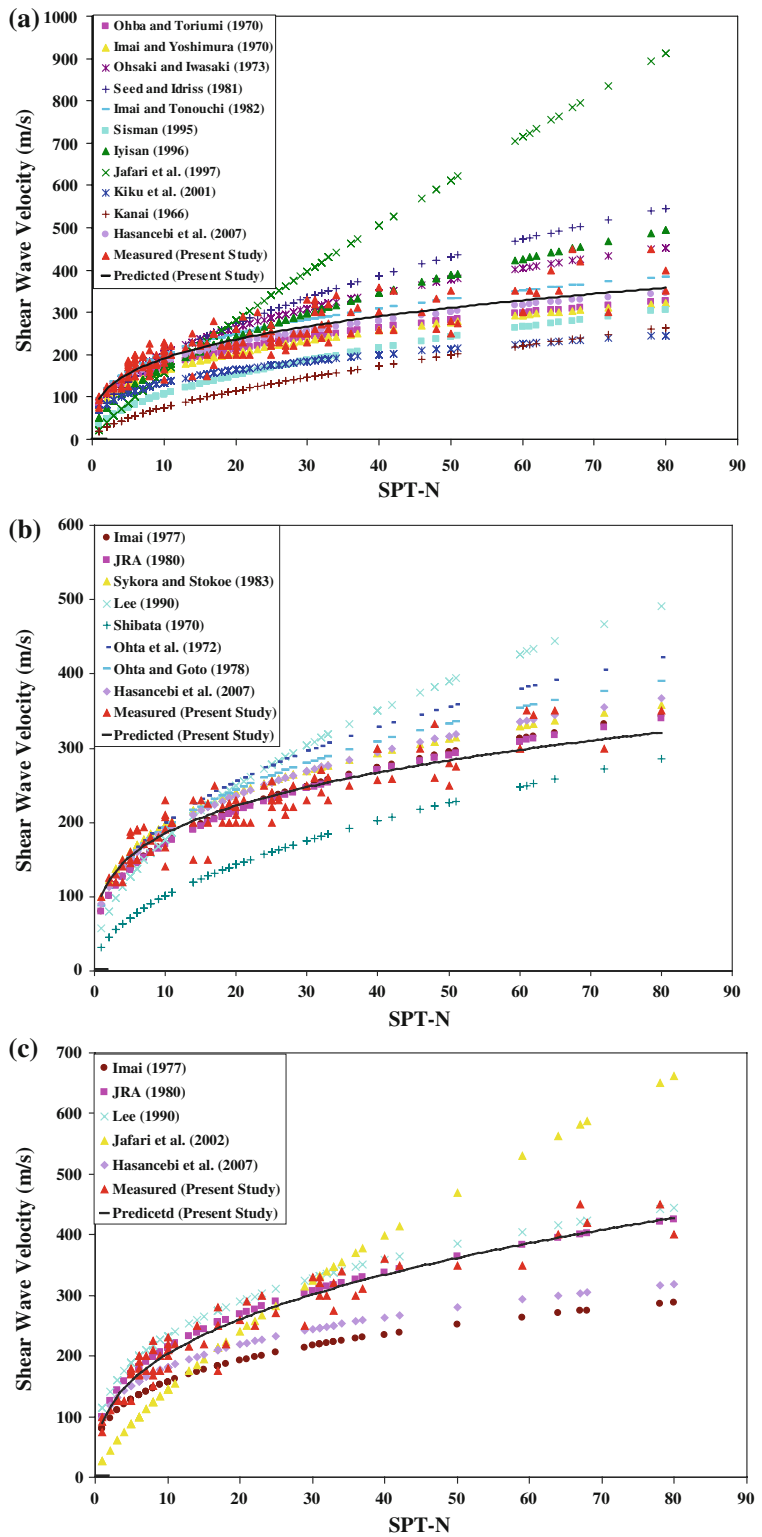 (a)
1000
900
800
700
600
500
400
300
200
100
0
Shear Wave Velocity (m/s)
Ohba and Toriumi (1970)
Imai and Yoshimura (1970)
Ohsaki and Iwasaki (1973)
Seed and Idriss (1981)
Imai and Tonouchi (1982)
Sisman (1995)
Iyisan (1996)
Jafari et al. (1997)
Kiku et al. (2001)
Kanai (1966)
Hasancebi et al. (2007)
Measured (Present Study)
Predicted (Present Study)
0 10 20 30 40 50 60 70 80 90
SPT-N
(b)
600
500
400
300
200
100
0
Shear Wave Velocity (m/s)
Imai (1977)
JRA (1980)
Sykora and Stokoe (1983)
Lee (1990)
Shibata (1970)
Ohta et al. (1972)
Ohta and Goto (1978)
Hasancebi et al. (2007)
Measured (Present Study)
Predicted (Present Study)
0 10 20 30 40 50 60 70 80 90
SPT-N
(c)
700
600
500
400
300
200
100
0
Shear Wave Velocity (m/s)
Imai (1977)
JRA (1980)
Lee (1990)
Jafari et al. (2002)
Hasancebi et al. (2007)
Measured (Present Study)
Predicetd (Present Study)
0 10 20 30 40 50 60 70 80 90
SPT-N